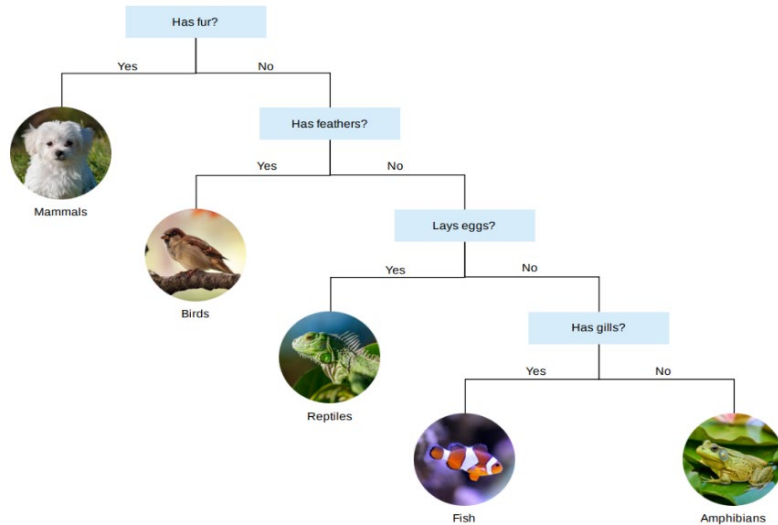 Has fur?
Yes
No
Mammals
Has feathers?
Yes
No
Birds
Lays eggs?
Yes
No
Reptiles
Has gills?
Yes
No
Fish
Amphibians